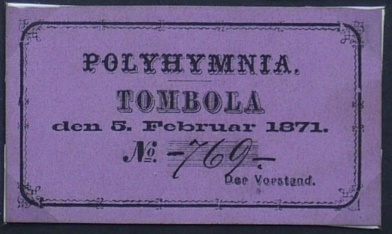 POLYHYMNIA.
TOMBOLA
den 5. Februar 1871.
No. -769-
Der Vorstand.